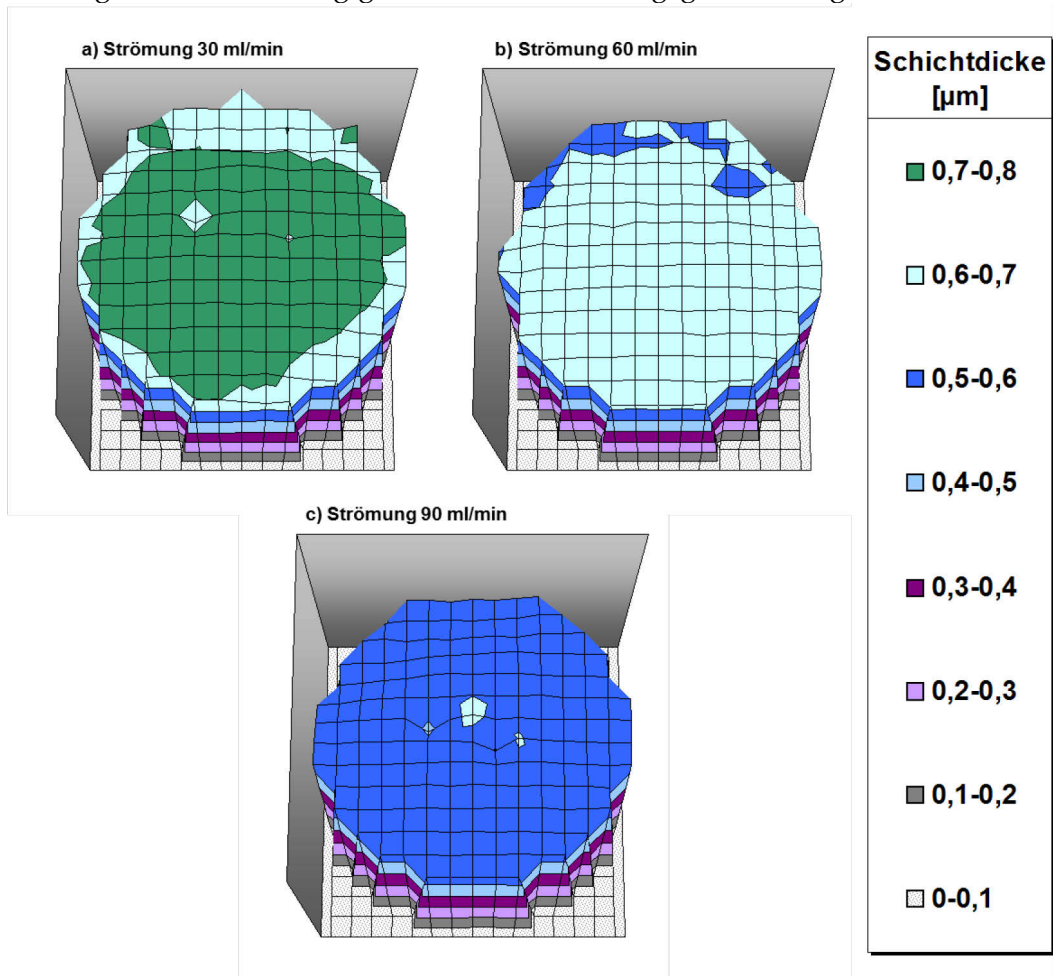 a) Strömung 30 ml/min
b) Strömung 60 ml/min
Schichtdicke
[µm]
0,7-0,8
0,6-0,7
0,5-0,6
0,4-0,5
0,3-0,4
0,2-0,3
0,1-0,2
0-0,1
c) Strömung 90 ml/min